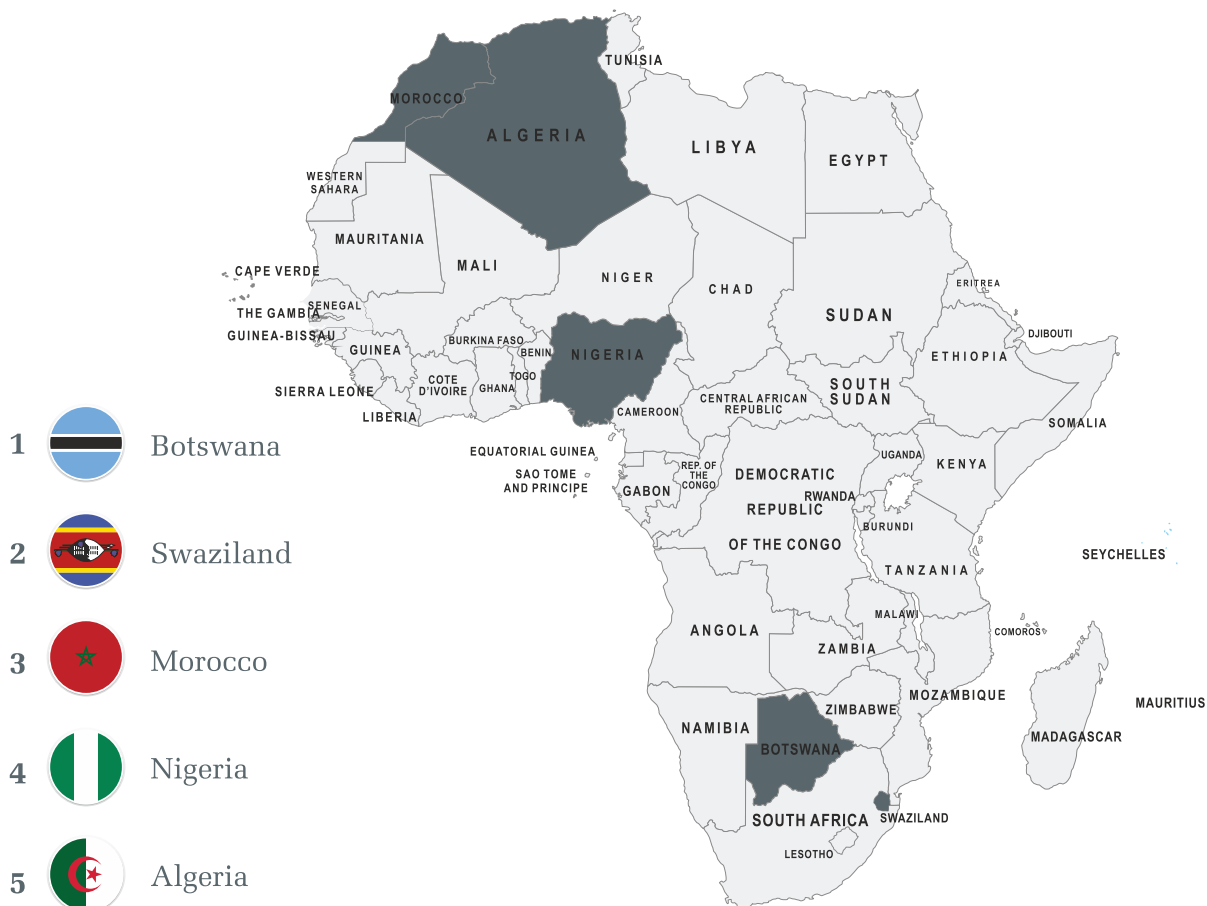 TUNISIA
MOROCCO
ALGERIA
LIBYA
EGYPT
WESTERN
SAHARA
MAURITANIA
MALI
NIGER
CHAD
SUDAN
ERITREA
CAPE VERDE
SENEGAL
THE GAMBIA
GUINEA-BISSAU
GUINEA
BURKINA FASO
BENIN
NIGERIA
DJIBOUTI
ETHIOPIA
SIERRA LEONE
COTE
D'IVOIRE
GHANA
TOGO
LIBERIA
CAMEROON
CENTRAL AFRICAN
REPUBLIC
SOUTH
SUDAN
SOMALIA
EQUATORIAL GUINEA
SAO TOME
AND PRINCIPE
GABON
REP. OF
THE
CONGO
DEMOCRATIC
REPUBLIC
OF THE CONGO
UGANDA
KENYA
RWANDA
BURUNDI
TANZANIA
SEYCHELLES
ANGOLA
ZAMBIA
MALAWI
COMOROS
MOZAMBIQUE
MAURITIUS
MADAGASCAR
NAMIBIA
ZIMBABWE
BOTSWANA
SOUTH AFRICA
SWAZILAND
LESOTHO
1 Botswana
2 Swaziland
3 Morocco
4 Nigeria
5 Algeria